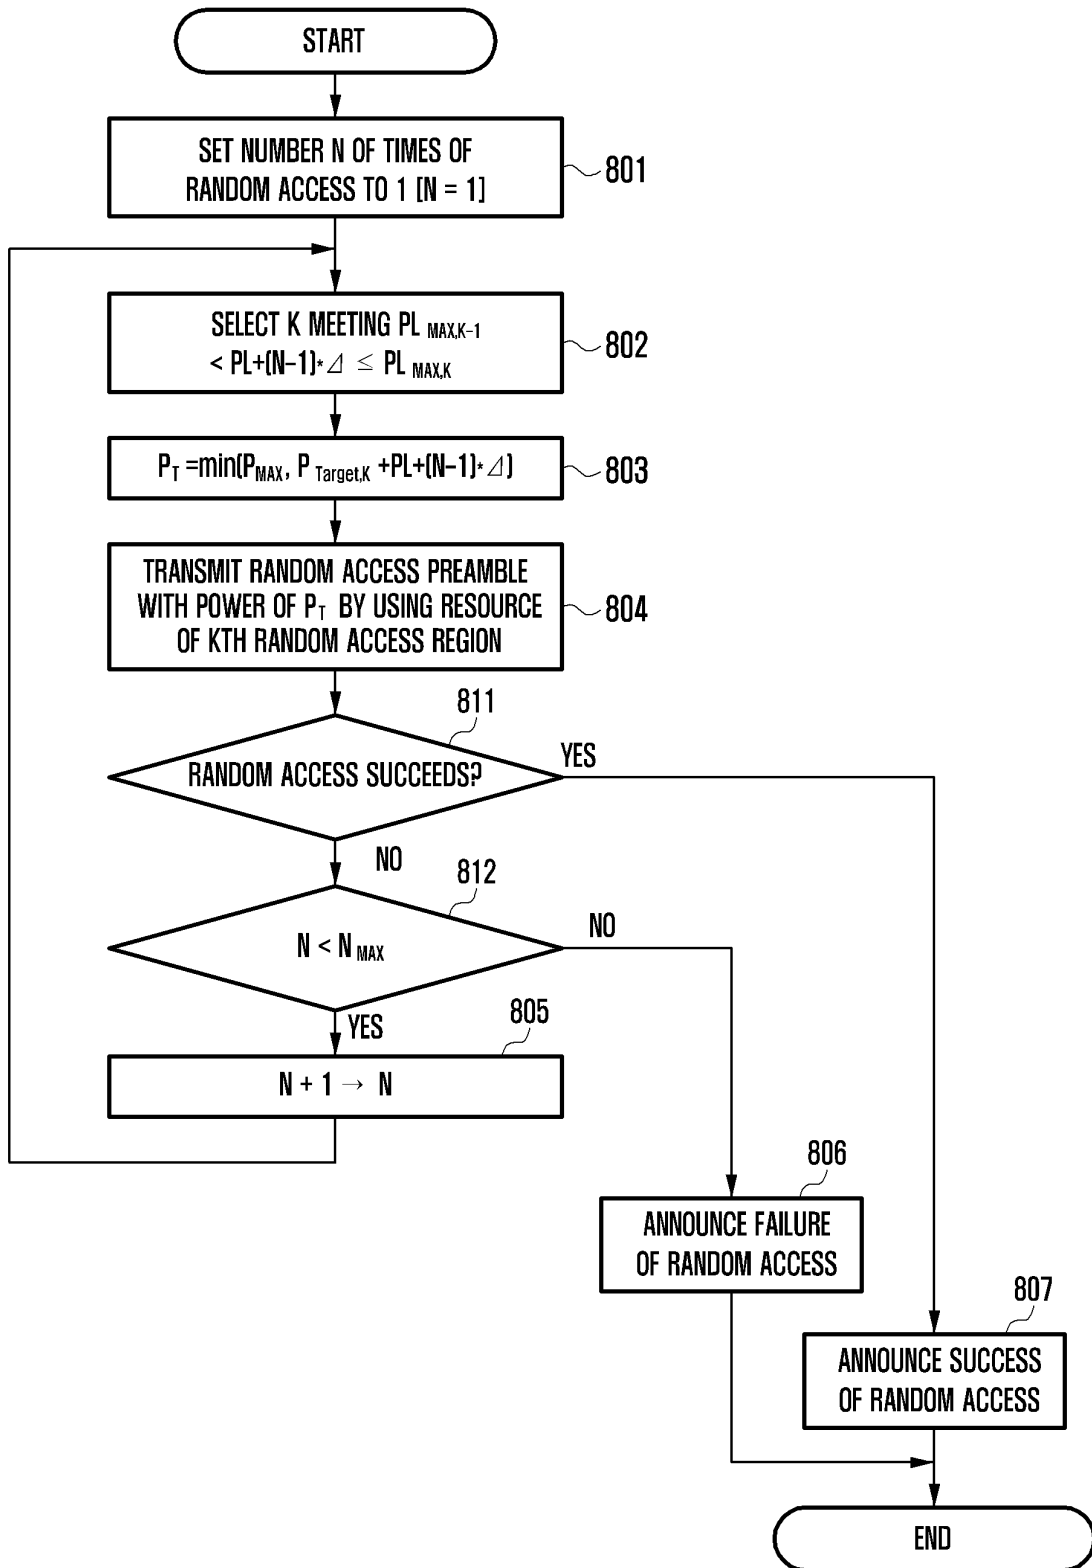 START
SET NUMBER N OF TIMES OF
RANDOM ACCESS TO 1 [N = 1]
801
SELECT K MEETING PL MAX,K-1
< PL+(N-1)*⊿ ≤ PL MAX,K
802
PT =min(PMAX, P Target,K +PL+(N-1)*⊿)
803
TRANSMIT RANDOM ACCESS PREAMBLE
WITH POWER OF PT BY USING RESOURCE
OF KTH RANDOM ACCESS REGION
804
811
RANDOM ACCESS SUCCEEDS?
YES
NO
812
N < N MAX
NO
YES
805
N + 1 → N
806
ANNOUNCE FAILURE
OF RANDOM ACCESS
807
ANNOUNCE SUCCESS
OF RANDOM ACCESS
END